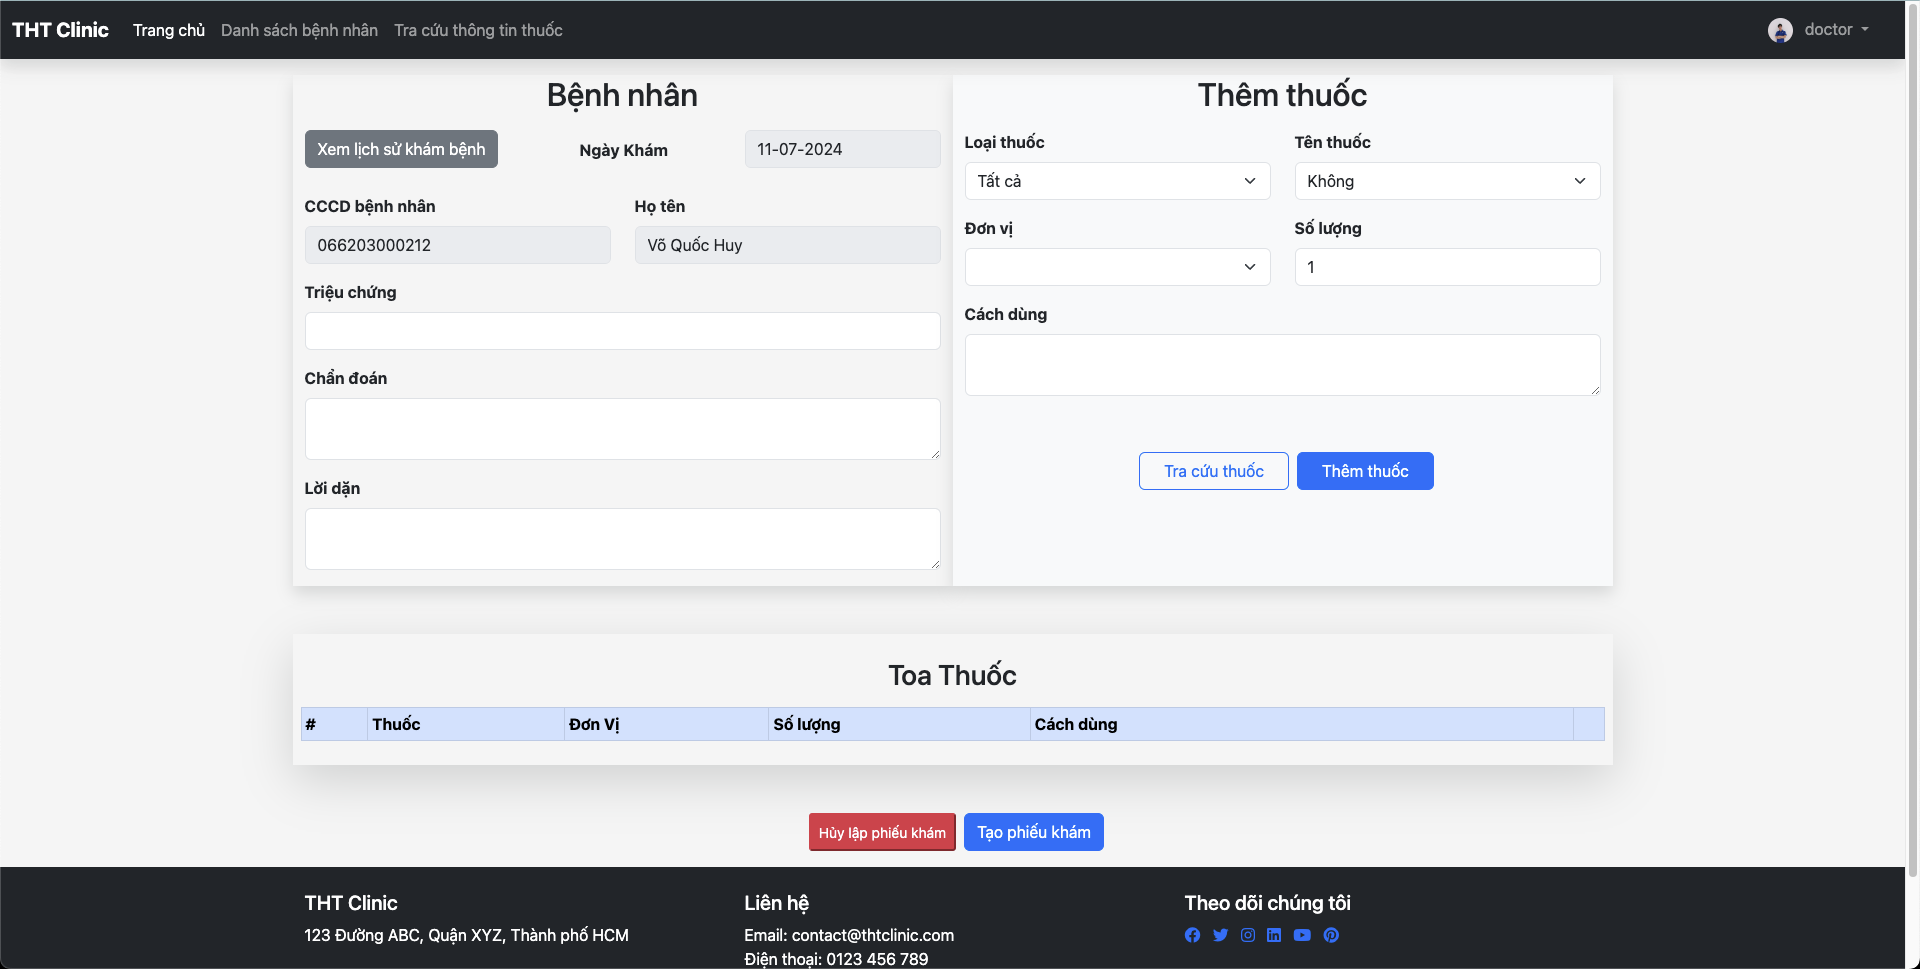 THT Clinic Trang chủ Danh sách bệnh nhân Tra cứu thông tin thuốc doctor
Bệnh nhân
Xem lịch sử khám bệnh Ngày Khám 11-07-2024
CCCD bệnh nhân Họ tên
066203000212 Võ Quốc Huy
Triệu chứng
Chẩn đoán
Lời dặn
Thêm thuốc
Loại thuốc Tên thuốc
Tất cả Không
Đơn vị Số lượng
1
Cách dùng
Tra cứu thuốc Thêm thuốc
Toa Thuốc
# Thuốc Đơn Vị Số lượng Cách dùng
Hủy lập phiếu khám Tạo phiếu khám
THT Clinic
123 Đường ABC, Quận XYZ, Thành phố HCM
Liên hệ
Email: contact@thtclinic.com
Điện thoại: 0123 456 789
Theo dõi chúng tôi